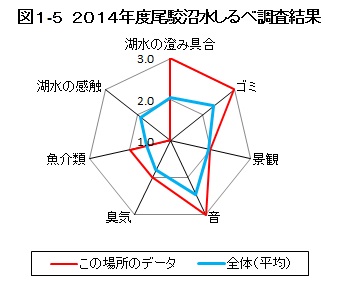 図1-5 2014年度尾駮沼水しるべ調査結果
湖水の澄み具合
3.0
湖水の感触
ゴミ
2.0
魚介類
1.0
景観
臭気
音
この場所のデータ
全体(平均)